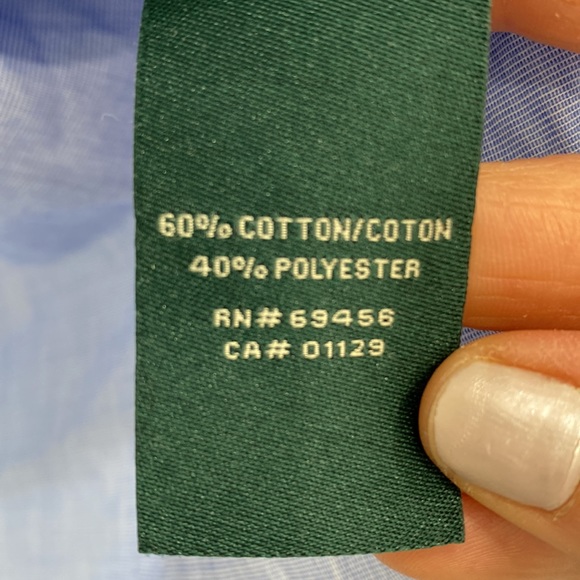 60% COTTON/COTON
40% POLYESTER
RN# 69456
CA# 01129